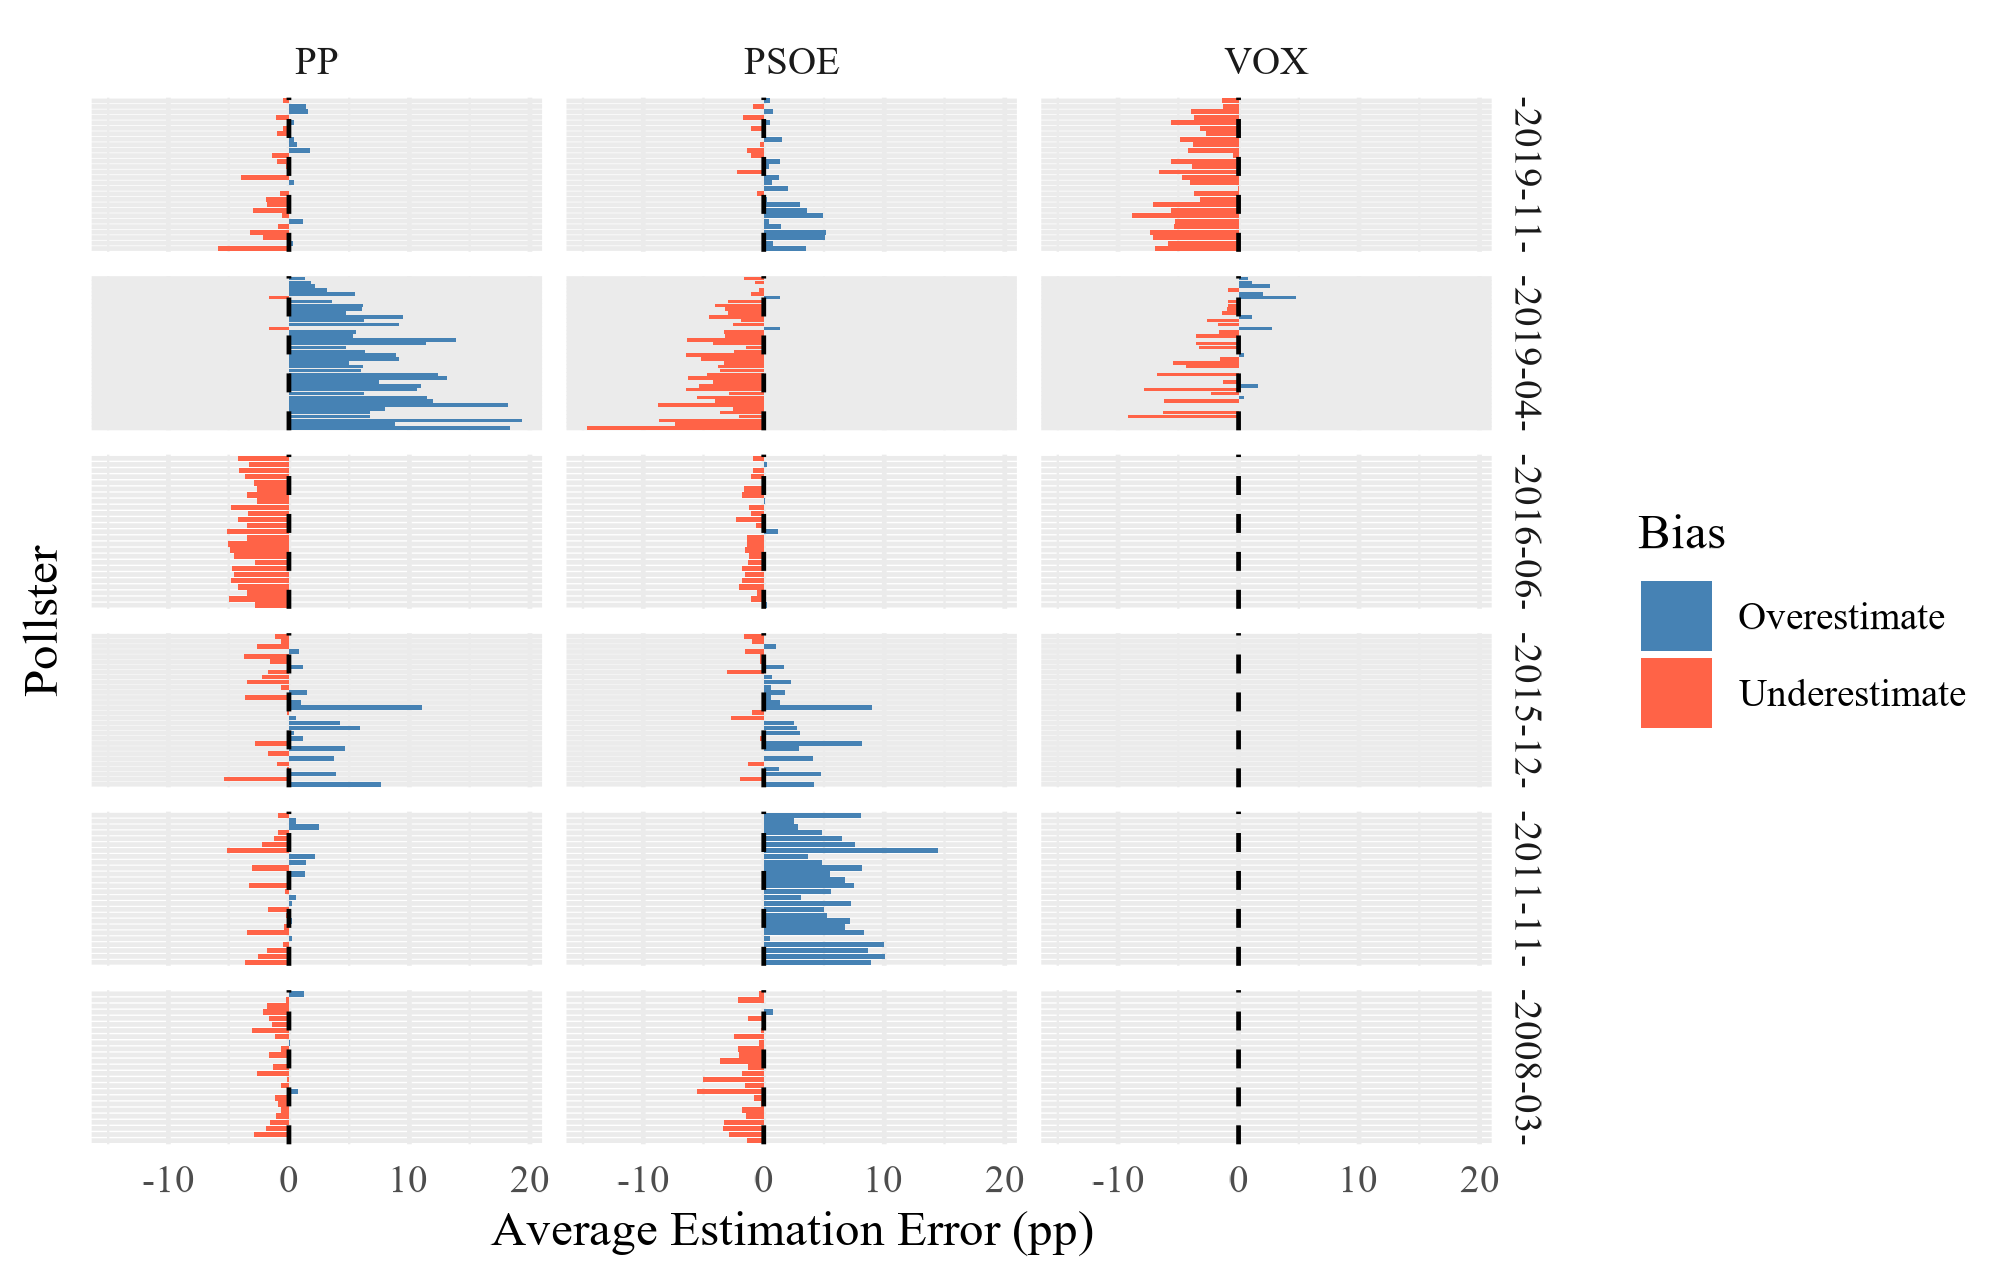 PP PSOE VOX
-2019-11-
-2019-04-
-2016-06-
-2015-12-
-2011-11-
-2008-03-
Pollster
-10 0 10 20 -10 0 10 20 -10 0 10 20
Average Estimation Error (pp)
Bias
Overestimate
Underestimate